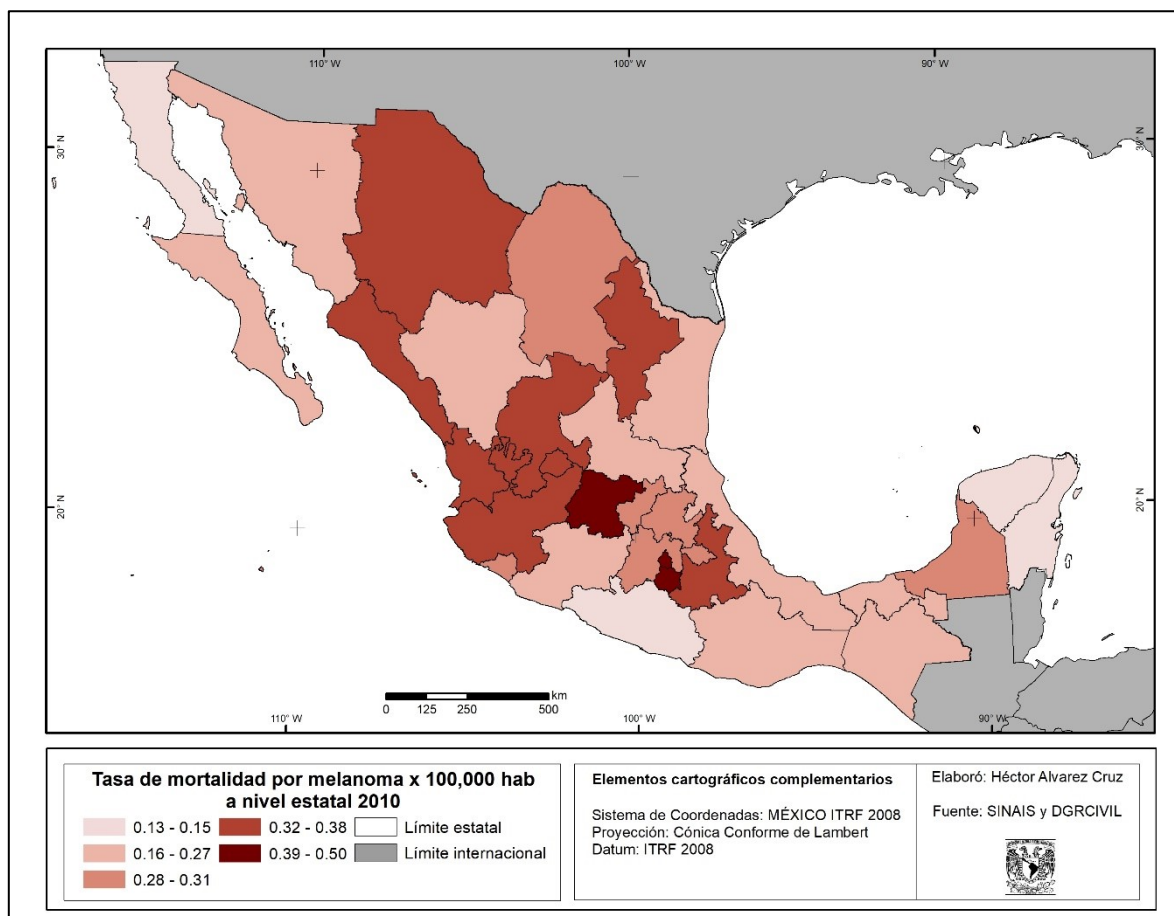 110° W
100° W
90° W
30° N
30° N
20° N
20° N
km
0 125 250 500
110° W
100° W
90° W
Tasa de mortalidad por melanoma x 100,000 hab
a nivel estatal 2010
0.13 - 0.15
0.16 - 0.27
0.28 - 0.31
0.32 - 0.38
0.39 - 0.50
Límite estatal
Límite internacional
Elementos cartográficos complementarios
Sistema de Coordenadas: MÉXICO ITRF 2008
Proyección: Cónica Conforme de Lambert
Datum: ITRF 2008
Elaboró: Héctor Alvarez Cruz
Fuente: SINAIS y DGRCIVIL